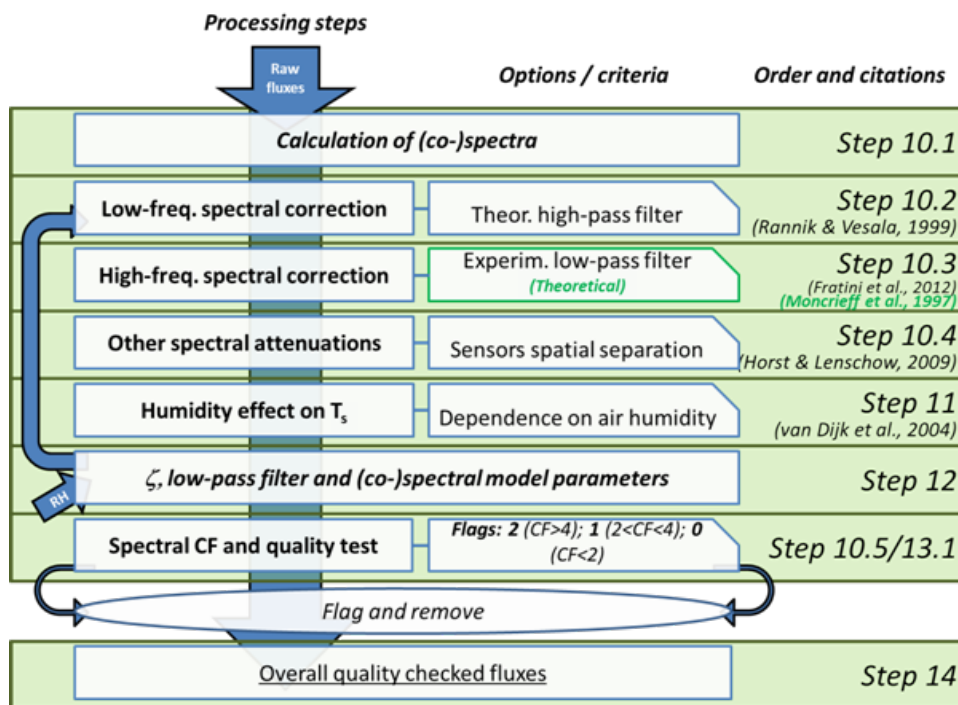 Processing steps
Raw
fluxes
Options / criteria
Order and citations
Calculation of (co-)spectra
Step 10.1
Low-freq. spectral correction
Theor. high-pass filter
Step 10.2
(Rannik & Vesala, 1999)
High-freq. spectral correction
Experim. low-pass filter
(Theoretical)
Step 10.3
(Fratini et al., 2012)
(Moncrieff et al., 1997)
Other spectral attenuations
Sensors spatial separation
Step 10.4
(Horst & Lenschow, 2009)
Humidity effect on Ts
Dependence on air humidity
Step 11
(van Dijk et al., 2004)
RH
ζ, low-pass filter and (co-)spectral model parameters
Step 12
Spectral CF and quality test
Flags: 2 (CF>4); 1 (2<CF<4); 0
(CF<2)
Step 10.5/13.1
Flag and remove
Overall quality checked fluxes
Step 14